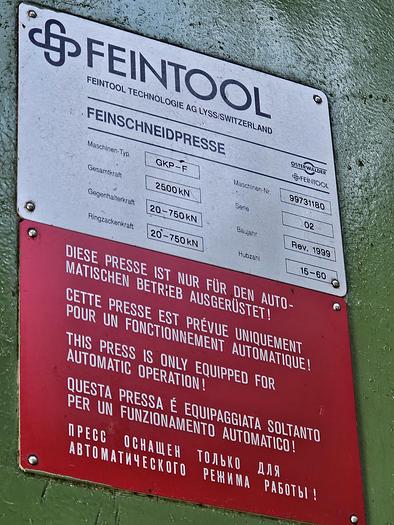 FEINTOOL
FEINTOOL TECHNOLOGIE AG LYSS/SWITZERLAND
FEINSCHNEIDPRESSE
OSTERWALDER
FEINTOOL
Maschinen-Typ GKP-F
Maschinen-Nr. 99731180
Gesamtkraft 2500 kN
Serie 02
Gegenhalterkraft 20-750 kN
Baujahr Rev. 1999
Ringzackenkraft 20-750 kN
Hubzahl 15-60
DIESE PRESSE IST NUR FÜR DEN AUTO-
MATISCHEN BETRIEB AUSGERÜSTET!
CETTE PRESSE EST PRÉVUE UNIQUEMENT
POUR UN FONCTIONNEMENT AUTOMATIQUE!
THIS PRESS IS ONLY EQUIPPED FOR
AUTOMATIC OPERATION!
QUESTA PRESSA É EQUIPAGGIATA SOLTANTO
PER UN FUNZIONAMENTO AUTOMATICO!
ПРЕСС ОСНАЩЕН ТОЛЬКО ДЛЯ
АВТОМАТИЧЕСКОГО РЕЖИМА РАБОТЫ!